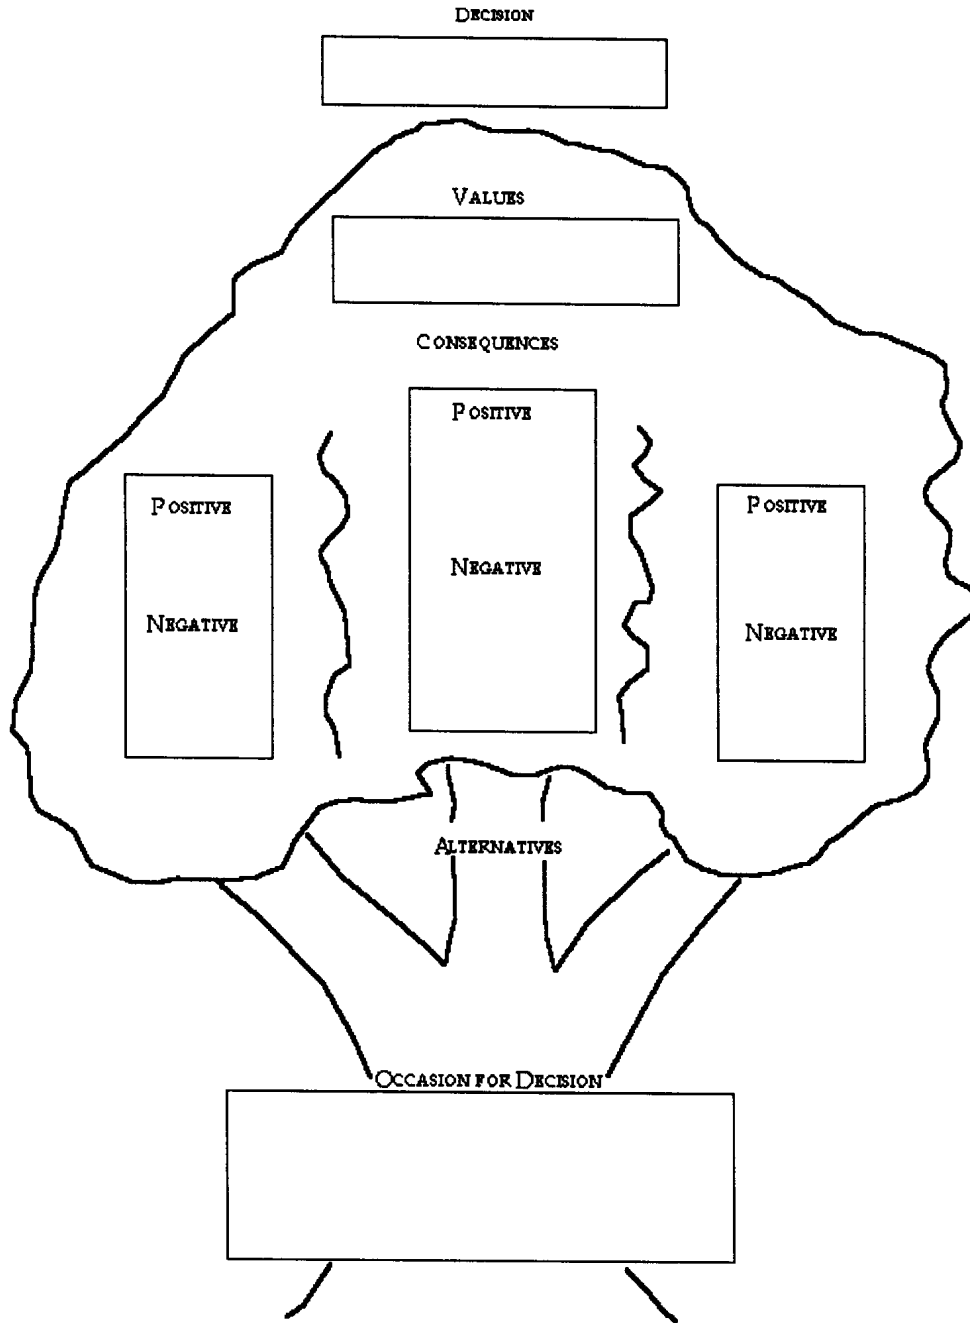 DECISION
VALUES
CONSEQUENCES
POSITIVE
NEGATIVE
POSITIVE
NEGATIVE
POSITIVE
NEGATIVE
ALTERNATIVES
OCCASION FOR DECISION